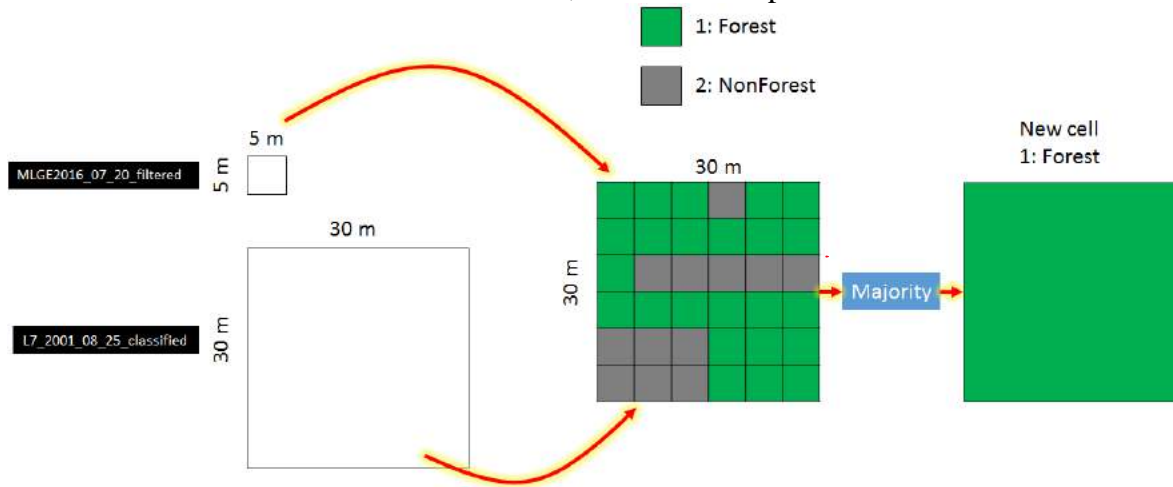 1: Forest
2: NonForest
5 m
5 m
MLGE2016_07_20_filtered
30 m
30 m
L7_2001_08_25_classified
30 m
30 m
Majority
New cell
1: Forest